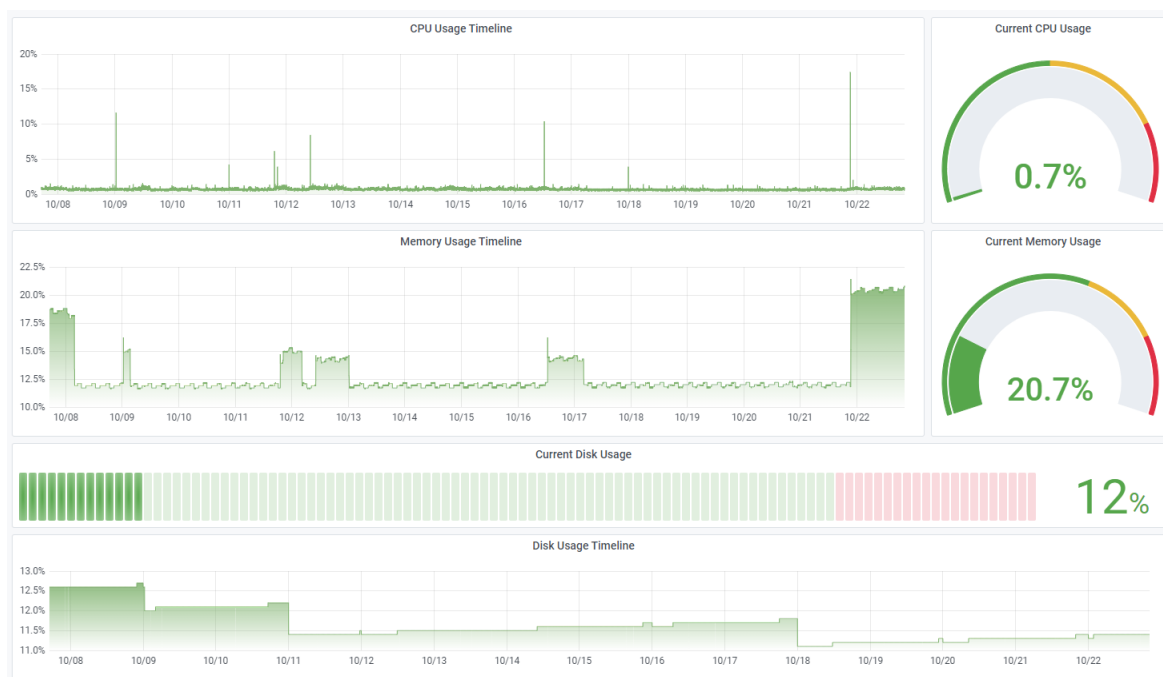 CPU Usage Timeline
20%
15%
10%
5%
0%
10/08 10/09 10/10 10/11 10/12 10/13 10/14 10/15 10/16 10/17 10/18 10/19 10/20 10/21 10/22
Current CPU Usage
0.7%
Memory Usage Timeline
22.5%
20.0%
17.5%
15.0%
12.5%
10.0%
10/08 10/09 10/10 10/11 10/12 10/13 10/14 10/15 10/16 10/17 10/18 10/19 10/20 10/21 10/22
Current Memory Usage
20.7%
Current Disk Usage
12%
Disk Usage Timeline
13.0%
12.5%
12.0%
11.5%
11.0%
10/08 10/09 10/10 10/11 10/12 10/13 10/14 10/15 10/16 10/17 10/18 10/19 10/20 10/21 10/22